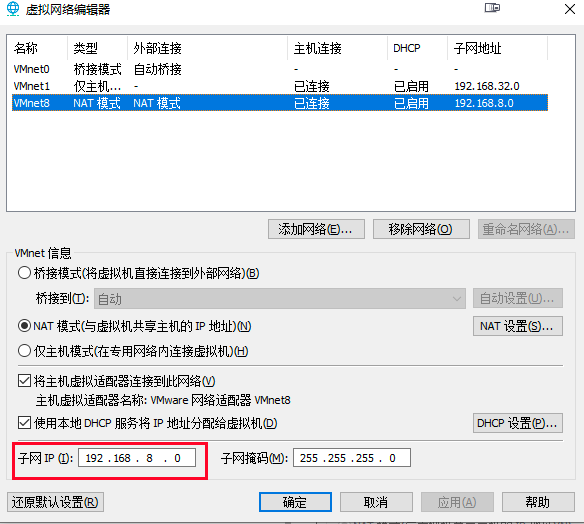 虚拟网络编辑器
名称 类型 外部连接 主机连接 DHCP 子网地址
VMnet0 桥接模式 自动桥接 - - -
VMnet1 仅主机... - 已连接 已启用 192.168.32.0
VMnet8 NAT 模式 NAT 模式 已连接 已启用 192.168.8.0
添加网络(E)... 移除网络(O) 重命名网络(A)...
VMnet 信息
桥接模式(将虚拟机直接连接到外部网络)(B)
桥接到(T): 自动 自动设置(U)...
NAT 模式(与虚拟机共享主机的 IP 地址)(N) NAT 设置(S)...
仅主机模式(在专用网络内连接虚拟机)(H)
将主机虚拟适配器连接到此网络(V)
主机虚拟适配器名称: VMware 网络适配器 VMnet8
使用本地 DHCP 服务将 IP 地址分配给虚拟机(D) DHCP 设置(P)...
子网 IP (I): 192 . 168 . 8 . 0 子网掩码(M): 255 . 255 . 255 . 0
还原默认设置(R) 确定 取消 应用(A) 帮助